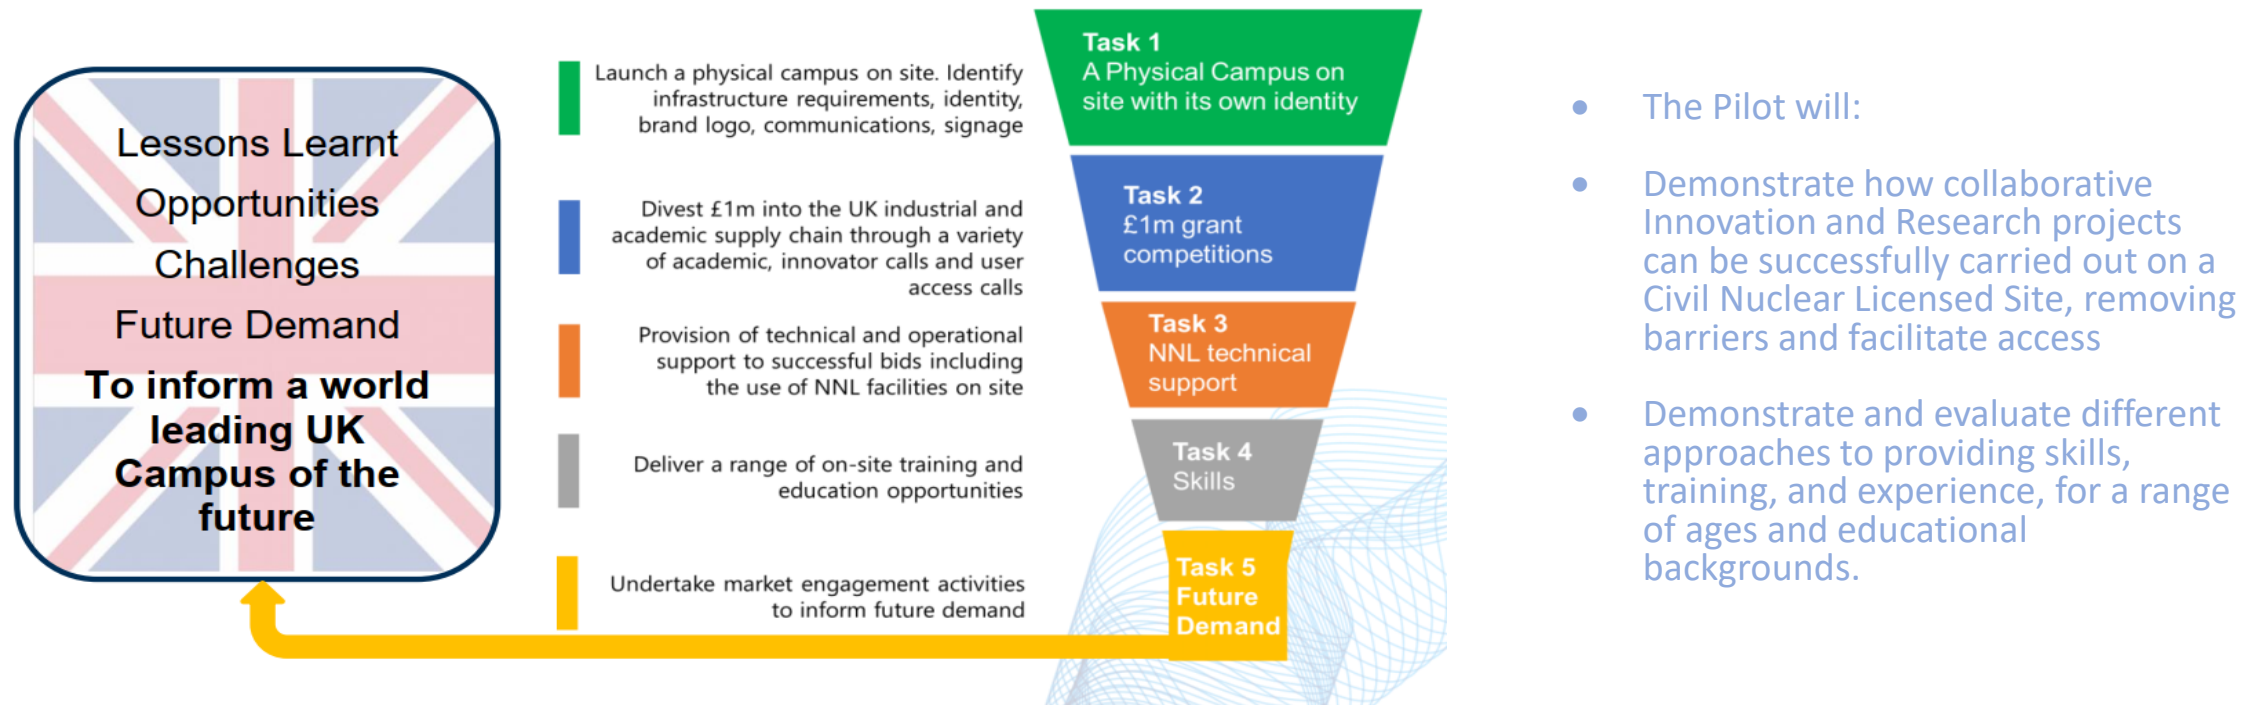 Lessons Learnt
Opportunities
Challenges
Future Demand
To inform a world
leading UK
Campus of the
future
Launch a physical campus on site. Identify
infrastructure requirements, identity,
brand logo, communications, signage
Divest £1m into the UK industrial and
academic supply chain through a variety
of academic, innovator calls and user
access calls
Provision of technical and operational
support to successful bids including
the use of NNL facilities on site
Deliver a range of on-site training and
education opportunities
Undertake market engagement activities
to inform future demand
Task 1
A Physical Campus on
site with its own identity
Task 2
£1m grant
competitions
Task 3
NNL technical
support
Task 4
Skills
Task 5
Future
Demand
• The Pilot will:
• Demonstrate how collaborative
Innovation and Research projects
can be successfully carried out on a
Civil Nuclear Licensed Site, removing
barriers and facilitate access
• Demonstrate and evaluate different
approaches to providing skills,
training, and experience, for a range
of ages and educational
backgrounds.